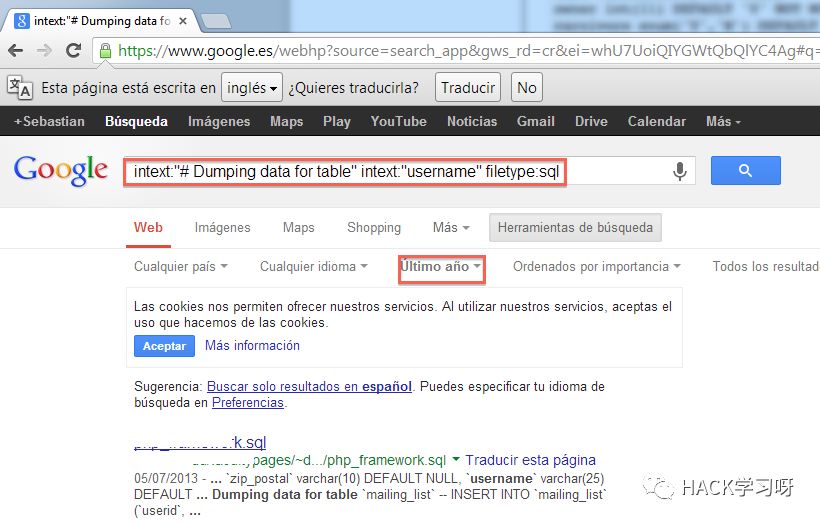 intext:"# Dumping data fo
https://www.google.es/webhp?source=search_app&gws_rd=cr&ei=whU7UoiQIYGWtQbQlYC4Ag#q=
Esta página está escrita en inglés ¿Quieres traducirla? Traducir No
+Sebastian Búsqueda Imágenes Maps Play YouTube Noticias Gmail Drive Calendar Más
Google intext:"# Dumping data for table" intext:"username" filetype:sql
Web Imágenes Maps Shopping Más Herramientas de búsqueda
Cualquier país Cualquier idioma Último año Ordenados por importancia Todos los resultad
Las cookies nos permiten ofrecer nuestros servicios. Al utilizar nuestros servicios, aceptas el
uso que hacemos de las cookies.
Aceptar Más información
Sugerencia: Buscar solo resultados en español. Puedes especificar tu idioma de
búsqueda en Preferencias.
php_framework.sql
pages/~d.../php_framework.sql Traducir esta página
05/07/2013 - ... `zip_postal` varchar(10) DEFAULT NULL, `username` varchar(25)
DEFAULT ... Dumping data for table `mailing_list` -- INSERT INTO `mailing_list`
(`userid`, ...
HACK学习呀